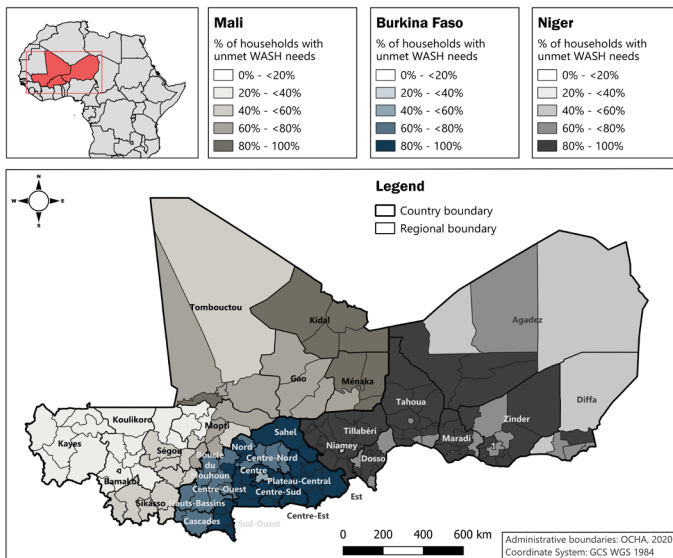 Mali
% of households with
unmet WASH needs
0% - <20%
20% - <40%
40% - <60%
60% - <80%
80% - 100%
Burkina Faso
% of households with
unmet WASH needs
0% - <20%
20% - <40%
40% - <60%
60% - <80%
80% - 100%
Niger
% of households with
unmet WASH needs
0% - <20%
20% - <40%
40% - <60%
60% - <80%
80% - 100%
N
W
E
S
Legend
Country boundary
Regional boundary
Tombouctou
Kidal
Agadez
Gao
Ménaka
Tahoua
Diffa
Koulikoro
Mopti
Zinder
Kayes
Sahel
Tillabéri
Maradi
Ségou
Nord
Niamey
Boucle
du
Mouhoun
Centre-Nord
Dosso
Centre
Bamako
Plateau-Central
Centre-Ouest
Centre-Sud
Est
Sikasso
Hauts-Bassins
Centre-Est
Cascades
Sud-Ouest
0
200
400
600 km
Administrative boundaries: OCHA, 2020
Coordinate System: GCS WGS 1984